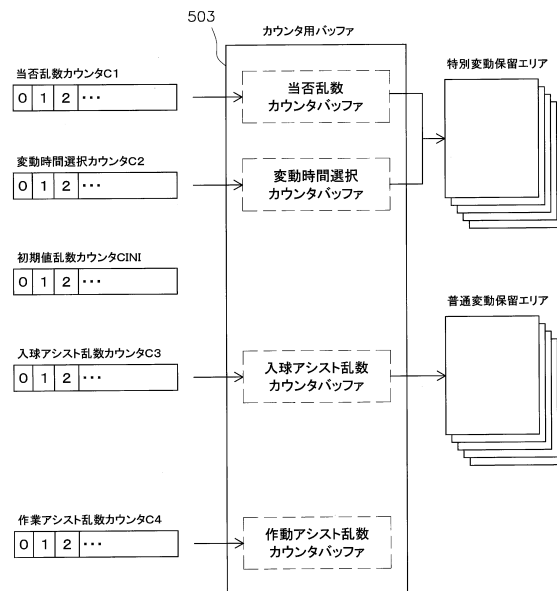 503
カウンタ用バッファ
特別変動保留エリア
当否乱数カウンタC1
0 1 2 ･･･
当否乱数
カウンタバッファ
変動時間選択カウンタC2
0 1 2 ･･･
変動時間選択
カウンタバッファ
初期値乱数カウンタCINI
0 1 2 ･･･
普通変動保留エリア
入球アシスト乱数カウンタC3
0 1 2 ･･･
入球アシスト乱数
カウンタバッファ
作業アシスト乱数カウンタC4
0 1 2 ･･･
作動アシスト乱数
カウンタバッファ